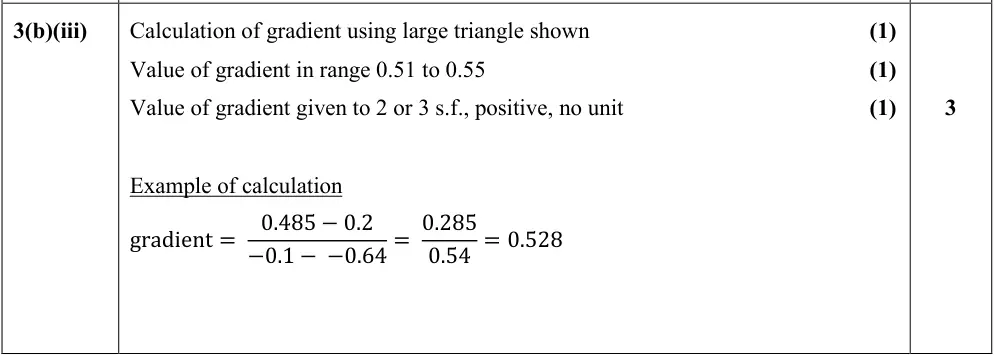 3(b)(iii) Calculation of gradient using large triangle shown (1)
Value of gradient in range 0.51 to 0.55 (1)
Value of gradient given to 2 or 3 s.f., positive, no unit (1) 3
Example of calculation
gradient = (0.485 − 0.2)/(−0.1 − −0.64) = 0.285/0.54 = 0.528